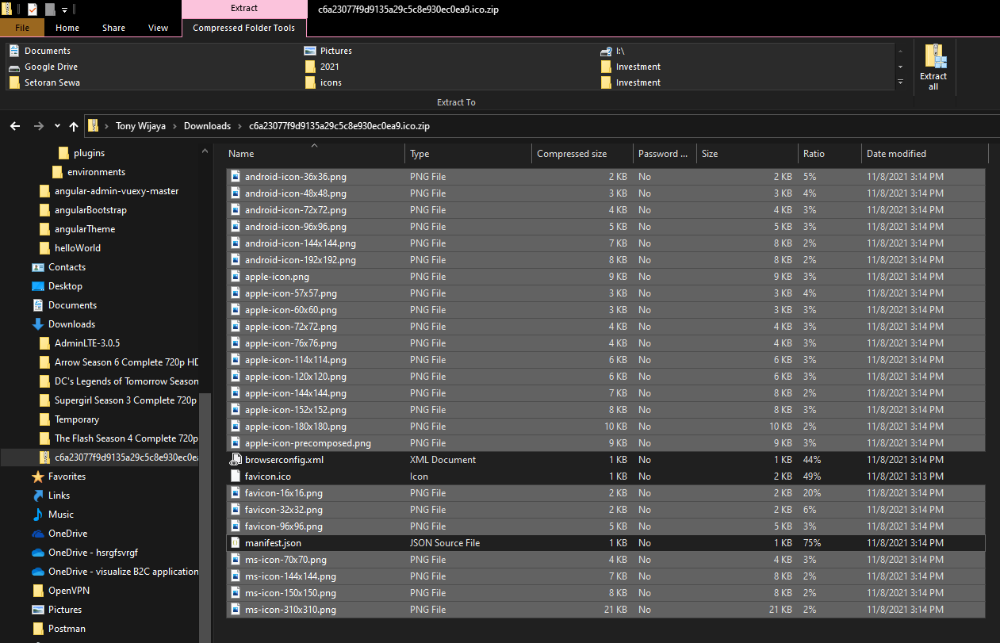 Extract
c6a23077f9d9135a29c5c8e930ec0ea9.ico.zip
File Home Share View Compressed Folder Tools
Documents Pictures I:\
Google Drive 2021 Investment
Setoran Sewa icons Investment
Extract all
Extract To
Tony Wijaya > Downloads > c6a23077f9d9135a29c5c8e930ec0ea9.ico.zip
plugins
environments
angular-admin-vuexy-master
angularBootstrap
angularTheme
helloWorld
Contacts
Desktop
Documents
Downloads
AdminLTE-3.0.5
Arrow Season 6 Complete 720p HD
DC's Legends of Tomorrow Season
Supergirl Season 3 Complete 720p
Temporary
The Flash Season 4 Complete 720p
c6a23077f9d9135a29c5c8e930ec0ea
Favorites
Links
Music
OneDrive
OneDrive - hsrgfsvrgf
OneDrive - visualize B2C application
OpenVPN
Pictures
Postman
Name Type Compressed size Password ... Size Ratio Date modified
android-icon-36x36.png PNG File 2 KB No 2 KB 5% 11/8/2021 3:14 PM
android-icon-48x48.png PNG File 3 KB No 3 KB 4% 11/8/2021 3:14 PM
android-icon-72x72.png PNG File 4 KB No 4 KB 3% 11/8/2021 3:14 PM
android-icon-96x96.png PNG File 5 KB No 5 KB 3% 11/8/2021 3:14 PM
android-icon-144x144.png PNG File 7 KB No 8 KB 2% 11/8/2021 3:14 PM
android-icon-192x192.png PNG File 8 KB No 8 KB 2% 11/8/2021 3:14 PM
apple-icon.png PNG File 9 KB No 9 KB 3% 11/8/2021 3:14 PM
apple-icon-57x57.png PNG File 3 KB No 3 KB 4% 11/8/2021 3:14 PM
apple-icon-60x60.png PNG File 3 KB No 3 KB 3% 11/8/2021 3:14 PM
apple-icon-72x72.png PNG File 4 KB No 4 KB 3% 11/8/2021 3:14 PM
apple-icon-76x76.png PNG File 4 KB No 4 KB 3% 11/8/2021 3:14 PM
apple-icon-114x114.png PNG File 6 KB No 6 KB 3% 11/8/2021 3:14 PM
apple-icon-120x120.png PNG File 6 KB No 6 KB 3% 11/8/2021 3:14 PM
apple-icon-144x144.png PNG File 7 KB No 8 KB 2% 11/8/2021 3:14 PM
apple-icon-152x152.png PNG File 8 KB No 8 KB 3% 11/8/2021 3:14 PM
apple-icon-180x180.png PNG File 10 KB No 10 KB 2% 11/8/2021 3:14 PM
apple-icon-precomposed.png PNG File 9 KB No 9 KB 3% 11/8/2021 3:14 PM
browserconfig.xml XML Document 1 KB No 1 KB 44% 11/8/2021 3:14 PM
favicon.ico Icon 1 KB No 2 KB 49% 11/8/2021 3:13 PM
favicon-16x16.png PNG File 2 KB No 2 KB 20% 11/8/2021 3:14 PM
favicon-32x32.png PNG File 2 KB No 2 KB 6% 11/8/2021 3:14 PM
favicon-96x96.png PNG File 5 KB No 5 KB 3% 11/8/2021 3:14 PM
manifest.json JSON Source File 1 KB No 1 KB 75% 11/8/2021 3:14 PM
ms-icon-70x70.png PNG File 4 KB No 4 KB 3% 11/8/2021 3:14 PM
ms-icon-144x144.png PNG File 7 KB No 8 KB 2% 11/8/2021 3:14 PM
ms-icon-150x150.png PNG File 8 KB No 8 KB 2% 11/8/2021 3:14 PM
ms-icon-310x310.png PNG File 21 KB No 21 KB 2% 11/8/2021 3:14 PM